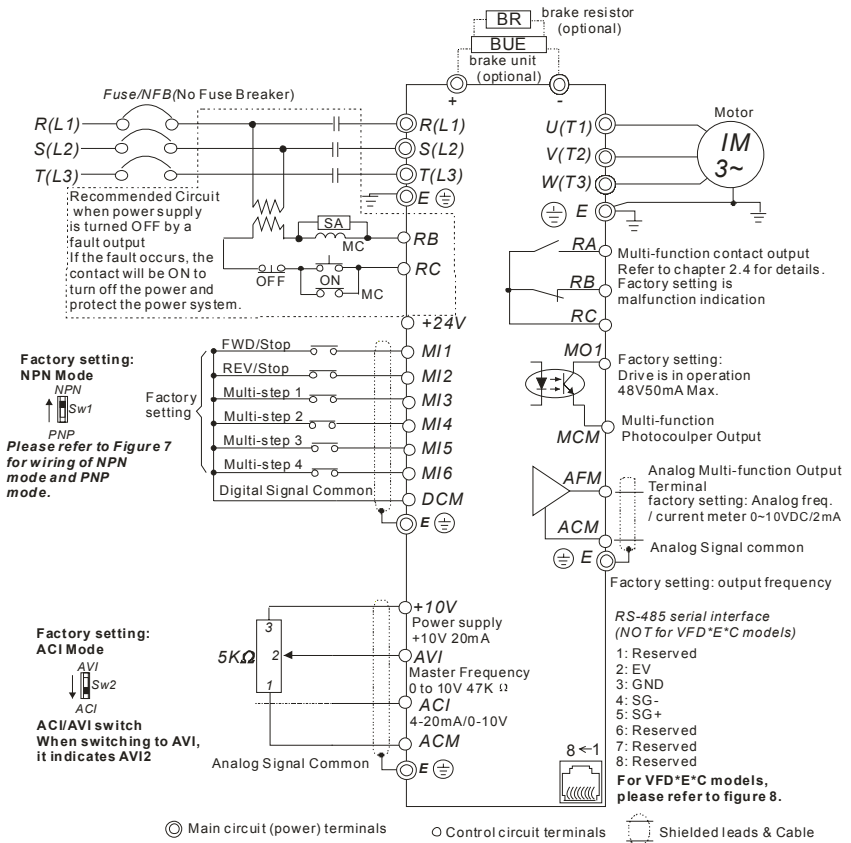 BR
brake resistor
(optional)
BUE
brake unit
(optional)
+
-
Fuse/NFB(No Fuse Breaker)
R(L1)
S(L2)
T(L3)
R(L1)
S(L2)
T(L3)
E
Recommended Circuit
when power supply
is turned OFF by a
fault output
If the fault occurs, the
contact will be ON to
turn off the power and
protect the power system.
SA
MC
OFF
ON
MC
RB
RC
U(T1)
V(T2)
W(T3)
E
Motor
IM
3~
RA
RB
RC
Multi-function contact output
Refer to chapter 2.4 for details.
Factory setting is
malfunction indication
+24V
Factory setting:
NPN Mode
NPN
Sw1
PNP
Please refer to Figure 7
for wiring of NPN
mode and PNP
mode.
Factory
setting
FWD/Stop
REV/Stop
Multi-step 1
Multi-step 2
Multi-step 3
Multi-step 4
Digital Signal Common
MI1
MI2
MI3
MI4
MI5
MI6
DCM
E
MO1
Factory setting:
Drive is in operation
48V50mA Max.
MCM
Multi-function
Photocoulper Output
AFM
Analog Multi-function Output
Terminal
factory setting: Analog freq.
/ current meter 0~10VDC/2mA
ACM
Analog Signal common
E
Factory setting: output frequency
Factory setting:
ACI Mode
AVI
Sw2
ACI
ACI/AVI switch
When switching to AVI,
it indicates AVI2
5KΩ
3
2
1
+10V
Power supply
+10V 20mA
AVI
Master Frequency
0 to 10V 47K Ω
ACI
4-20mA/0-10V
ACM
Analog Signal Common
E
RS-485 serial interface
(NOT for VFD*E*C models)
1: Reserved
2: EV
3: GND
4: SG-
5: SG+
6: Reserved
7: Reserved
8: Reserved
For VFD*E*C models,
please refer to figure 8.
8←1
Main circuit (power) terminals
Control circuit terminals
Shielded leads & Cable